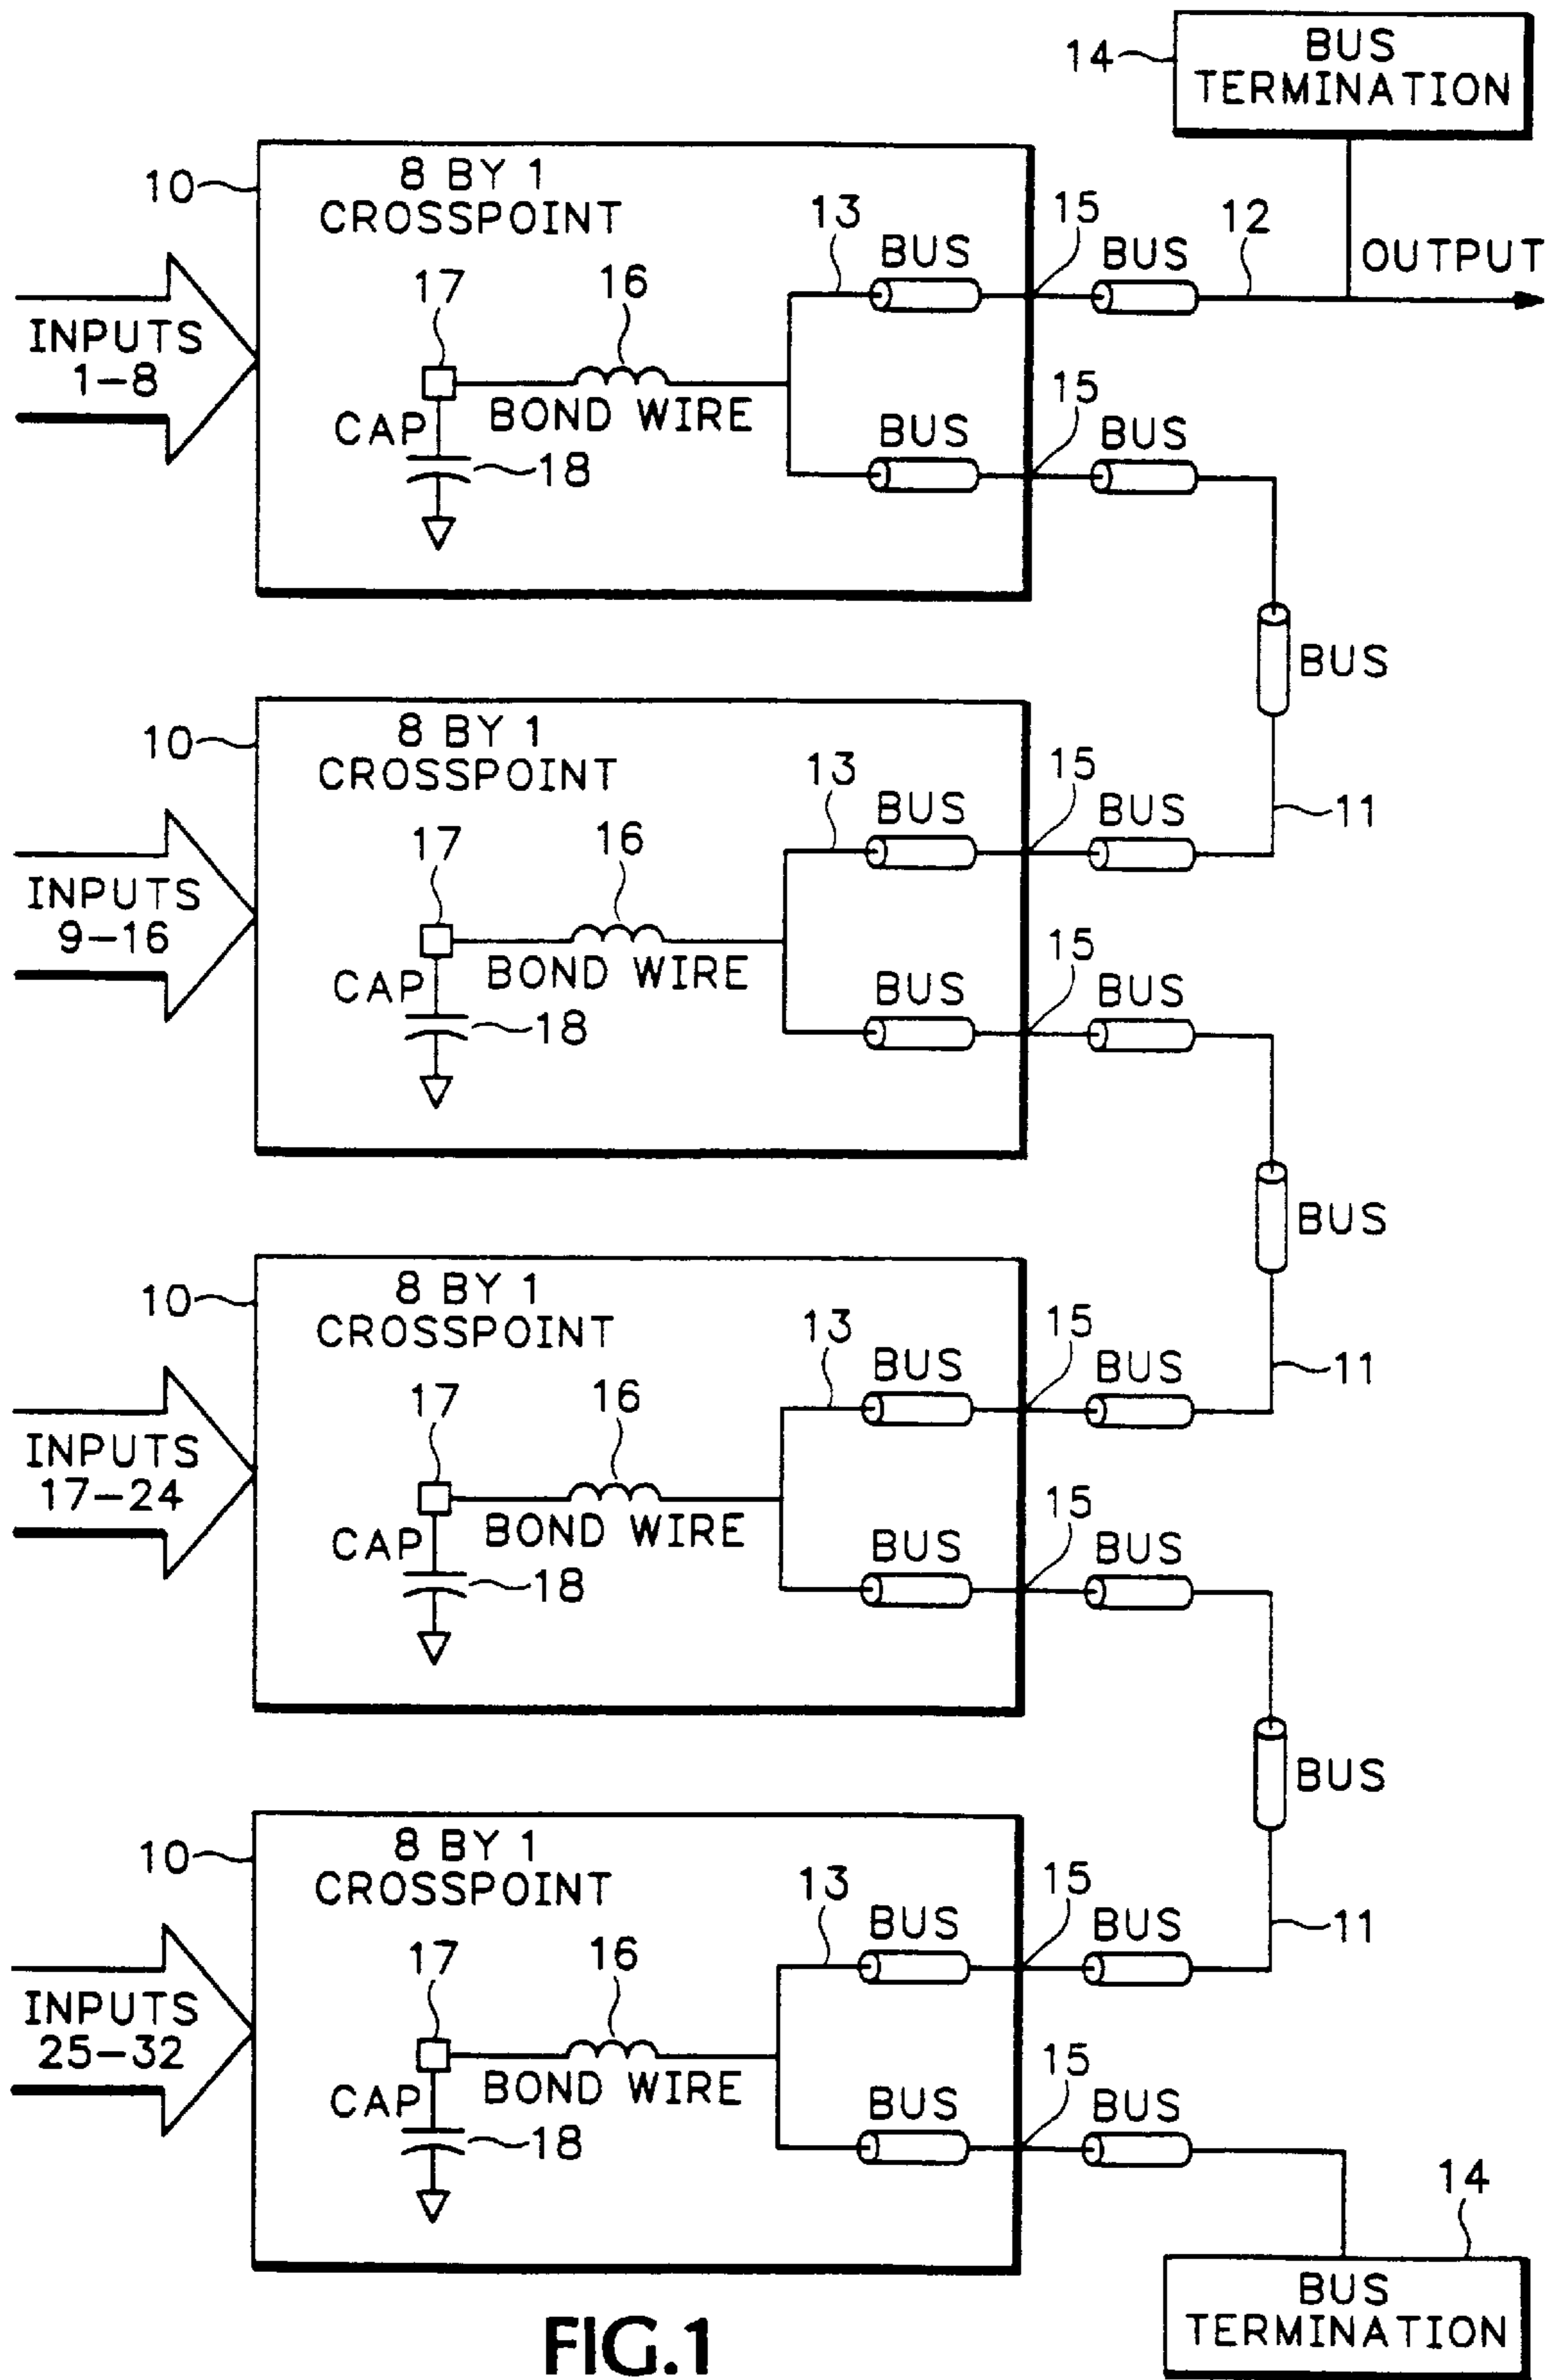 14
BUS
TERMINATION
10
8 BY 1
CROSSPOINT
13
BUS
15
BUS
12
OUTPUT
17
16
INPUTS
1-8
CAP
BOND WIRE
18
BUS
15
BUS
BUS
10
8 BY 1
CROSSPOINT
13
BUS
15
BUS
11
17
16
INPUTS
9-16
CAP
BOND WIRE
18
BUS
15
BUS
BUS
10
8 BY 1
CROSSPOINT
13
BUS
15
BUS
11
17
16
INPUTS
17-24
CAP
BOND WIRE
18
BUS
15
BUS
BUS
10
8 BY 1
CROSSPOINT
13
BUS
15
BUS
11
17
16
INPUTS
25-32
CAP
BOND WIRE
18
BUS
15
BUS
14
BUS
TERMINATION
FIG.1